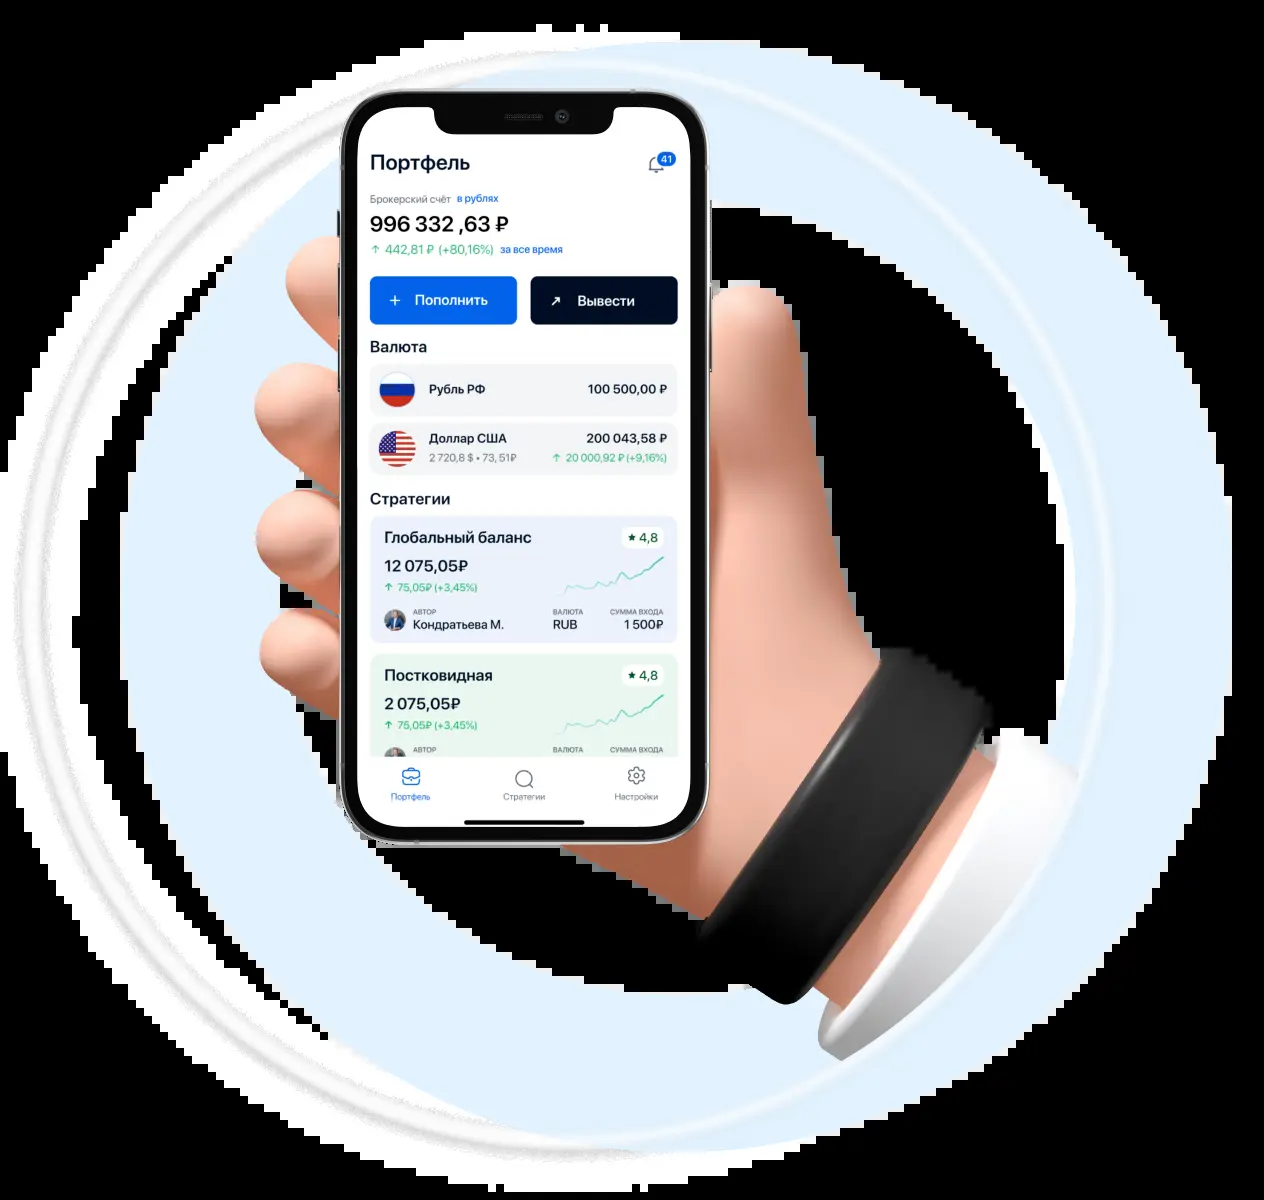 Портфель
41
Брокерский счёт в рублях
996 332 ,63 ₽
↑ 442,81 ₽ (+80,16%) за все время
+ Пополнить
↗ Вывести
Валюта
Рубль РФ 100 500,00 ₽
Доллар США 200 043,58 ₽
2 720,8 $ • 73, 51₽ ↑ 20 000,92 ₽ (+9,16%)
Стратегии
Глобальный баланс ★ 4,8
12 075,05₽
↑ 75,05₽ (+3,45%)
АВТОР ВАЛЮТА СУММА ВХОДА
Кондратьева М. RUB 1 500₽
Постковидная ★ 4,8
2 075,05₽
↑ 75,05₽ (+3,45%)
АВТОР ВАЛЮТА СУММА ВХОДА
Портфель Стратегии Настройки